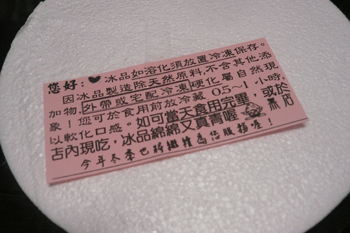 您好:冰品如溶化須放置冷凍保存。
因冰品製造除天然原料,不含其他添
加物,外帶或宅配冷凍硬化屬自然現
象!您可於食用前放冷藏05~1小時
以軟化口感。如可當天食用完畢 或於
店內現吃,冰品綿綿又真青喔
今年冬季也將繼續為您服務喔!